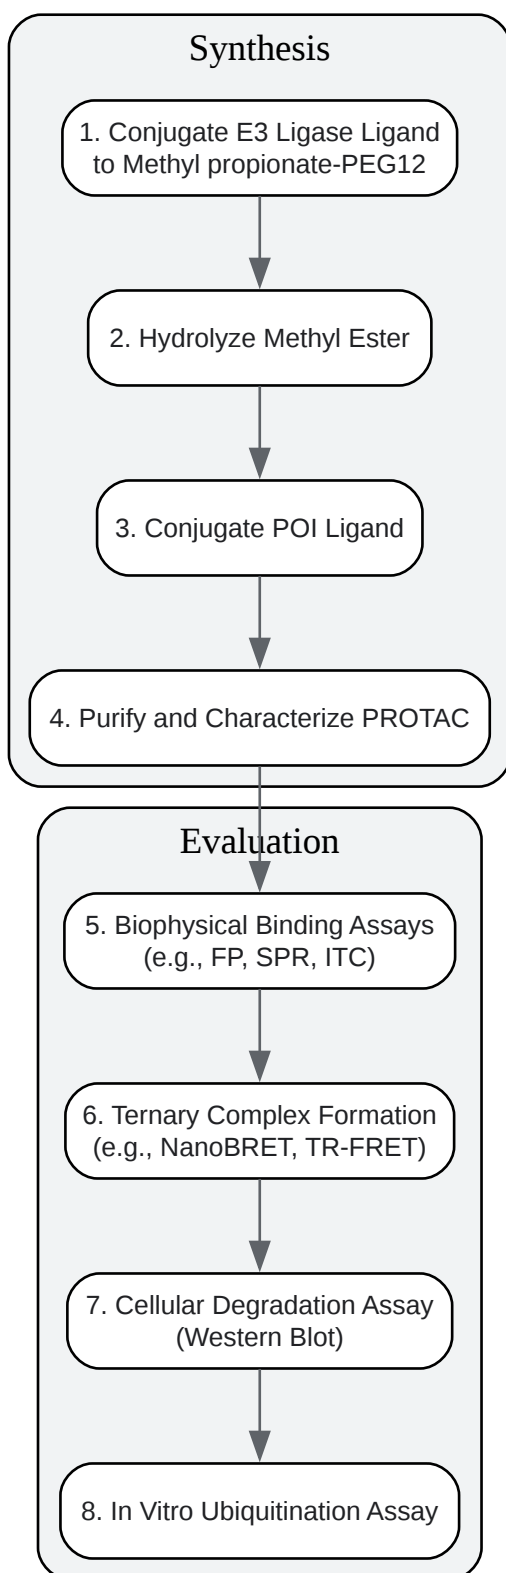 Synthesis
1. Conjugate E3 Ligase Ligand
to Methyl propionate-PEG12
2. Hydrolyze Methyl Ester
3. Conjugate POI Ligand
4. Purify and Characterize PROTAC
Evaluation
5. Biophysical Binding Assays
(e.g., FP, SPR, ITC)
6. Ternary Complex Formation
(e.g., NanoBRET, TR-FRET)
7. Cellular Degradation Assay
(Western Blot)
8. In Vitro Ubiquitination Assay